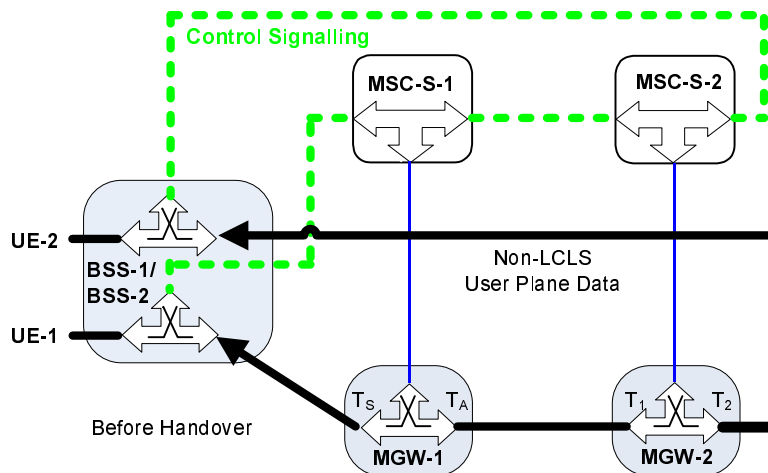 Control Signalling
MSC-S-1
MSC-S-2
UE-2
BSS-1/
BSS-2
Non-LCLS
User Plane Data
UE-1
Before Handover
TS
TA
T1
T2
MGW-1
MGW-2